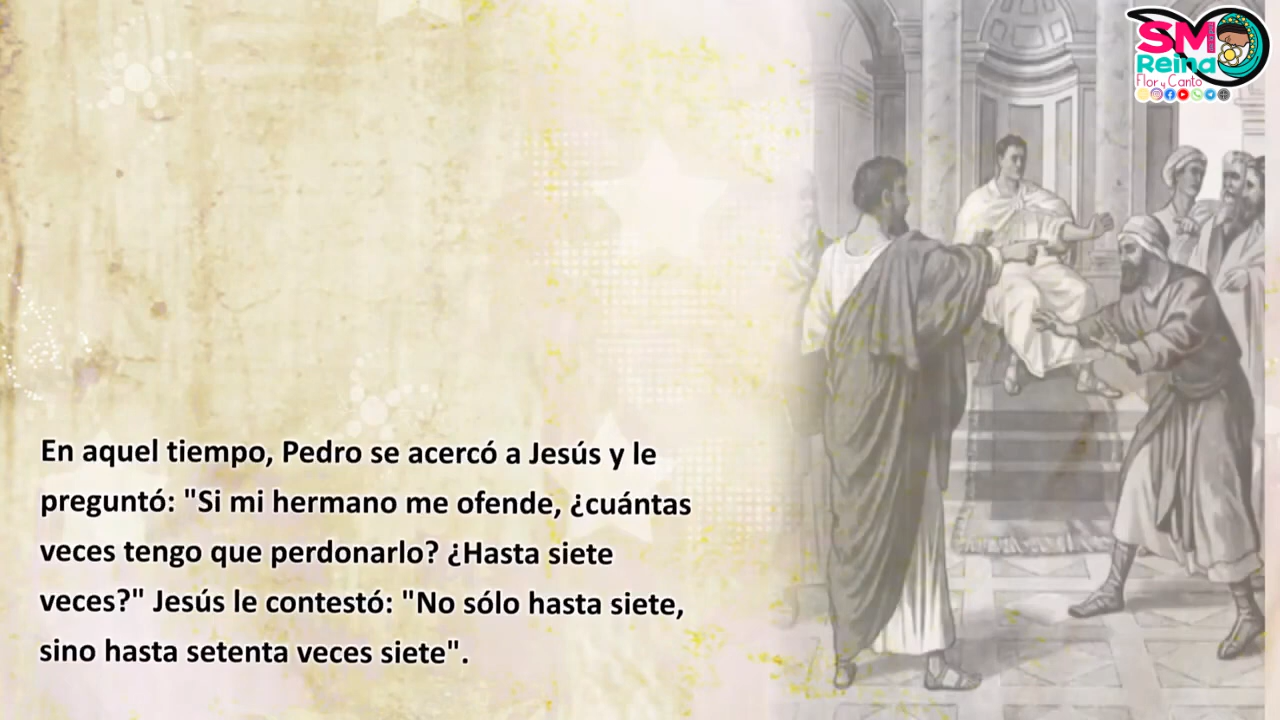 SM
Reina
Flor y Canto
En aquel tiempo, Pedro se acercó a Jesús y le
preguntó: "Si mi hermano me ofende, ¿cuántas
veces tengo que perdonarlo? ¿Hasta siete
veces?" Jesús le contestó: "No sólo hasta siete,
sino hasta setenta veces siete".